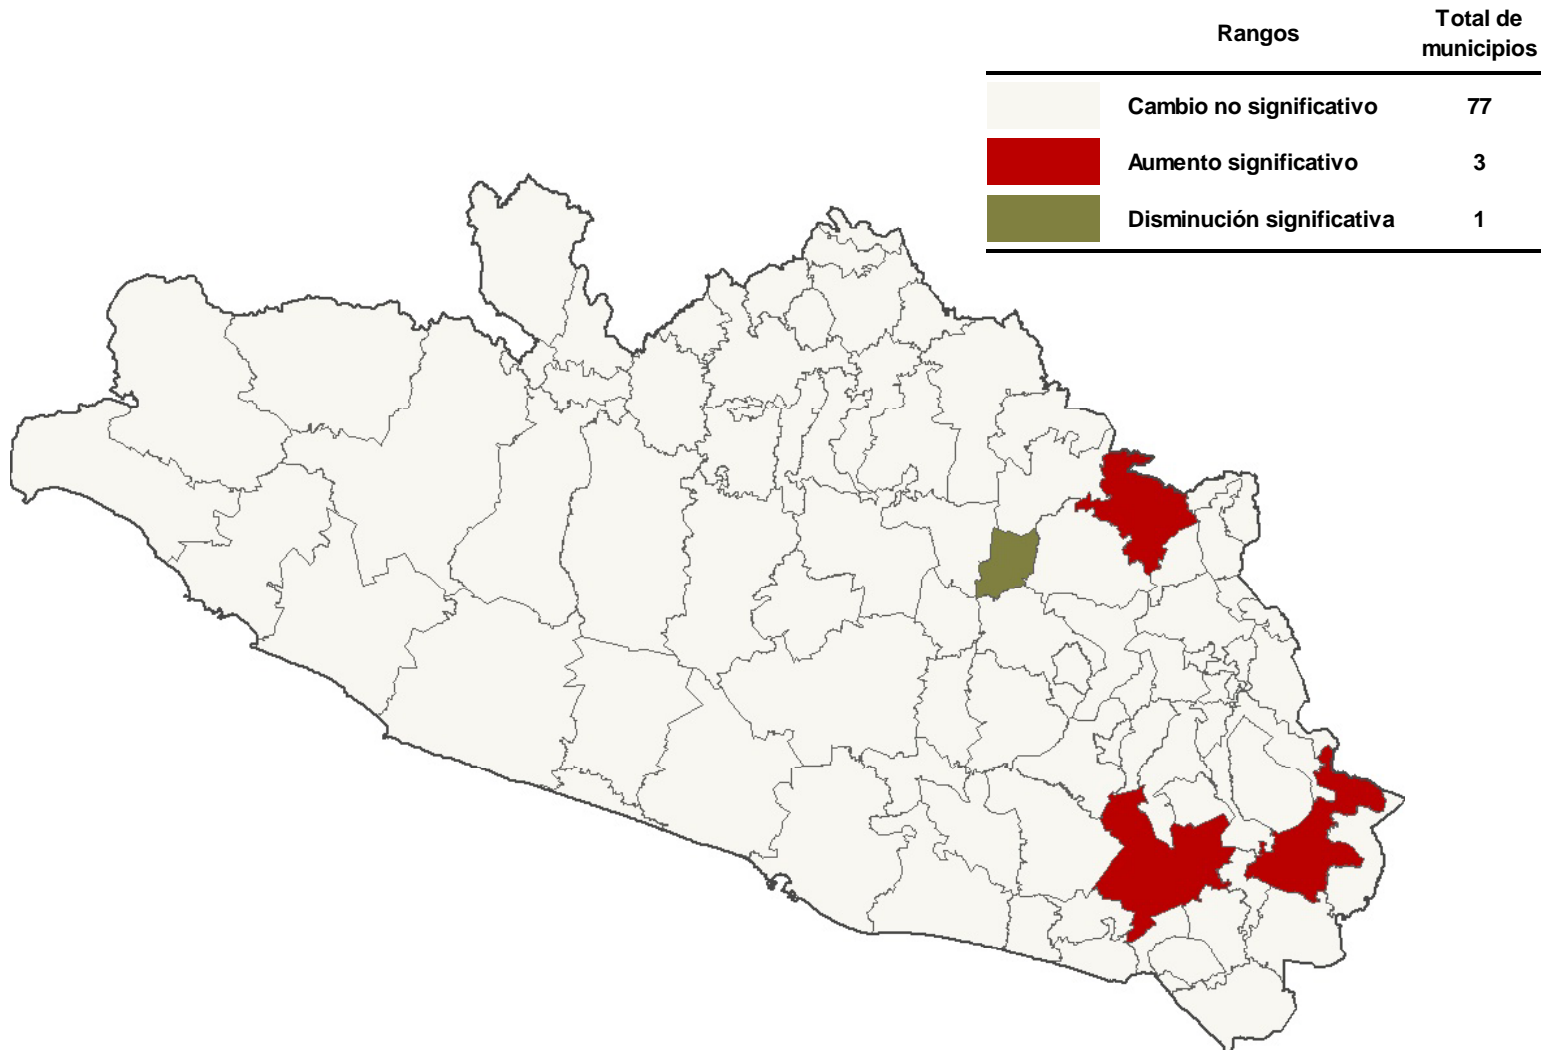 Rangos
Total de
municipios
Cambio no significativo 77
Aumento significativo 3
Disminución significativa 1